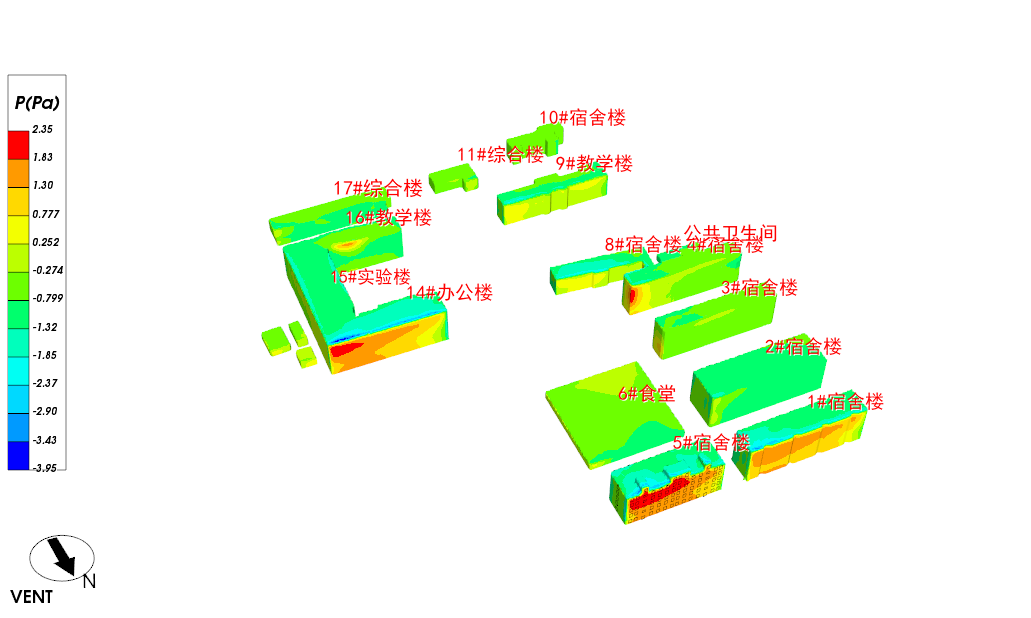 P(Pa)
2.35
1.83
1.30
0.777
0.252
-0.274
-0.799
-1.32
-1.85
-2.37
-2.90
-3.43
-3.95
10#宿舍楼
11#综合楼
9#教学楼
17#综合楼
16#教学楼
公共卫生间
8#宿舍楼
4#宿舍楼
15#实验楼
3#宿舍楼
14#办公楼
2#宿舍楼
6#食堂
1#宿舍楼
5#宿舍楼
N
VENT